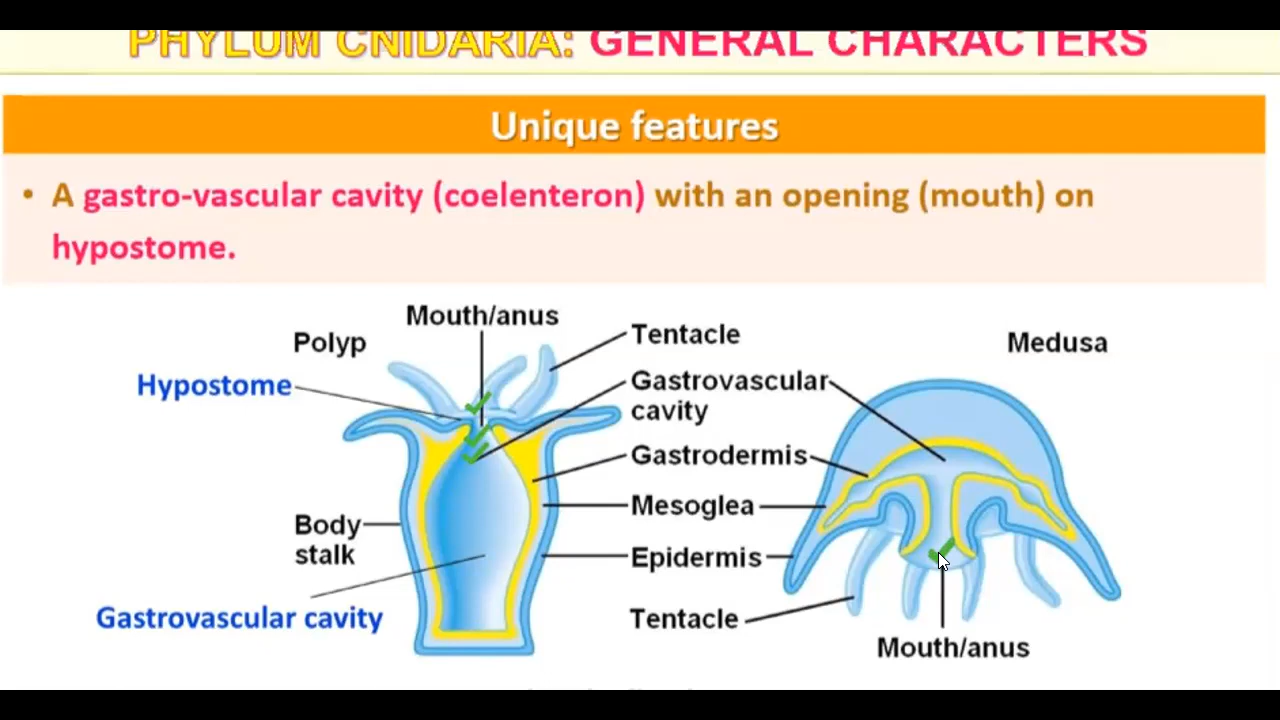 PHYLUM CNIDARIA: GENERAL CHARACTERS
Unique features
• A gastro-vascular cavity (coelenteron) with an opening (mouth) on
hypostome.
Mouth/anus
Polyp
Tentacle
Medusa
Hypostome
Gastrovascular
cavity
Gastrodermis
Mesoglea
Body
stalk
Epidermis
Gastrovascular cavity
Tentacle
Mouth/anus